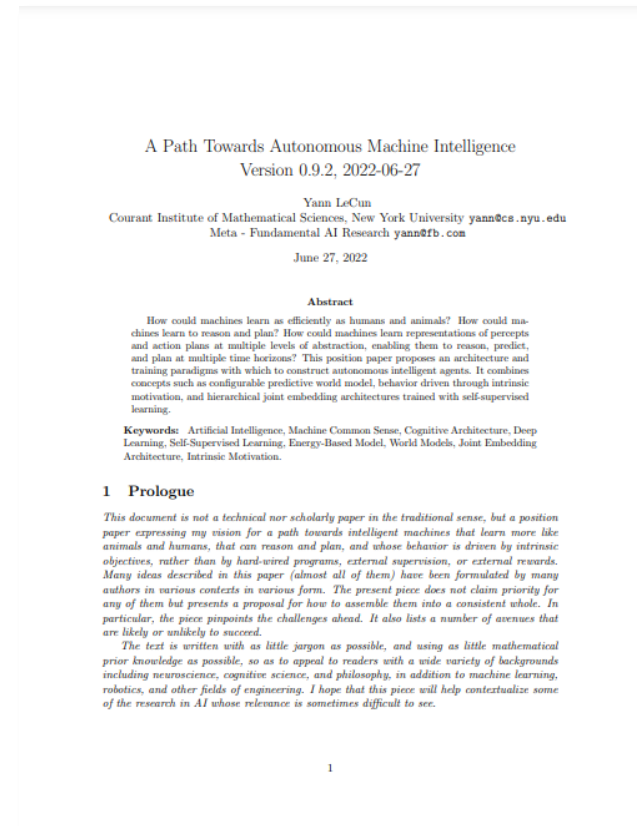 A Path Towards Autonomous Machine Intelligence
Version 0.9.2, 2022-06-27
Yann LeCun
Courant Institute of Mathematical Sciences, New York University yann@cs.nyu.edu
Meta - Fundamental AI Research yann@fb.com
June 27, 2022
Abstract
How could machines learn as efficiently as humans and animals? How could ma-
chines learn to reason and plan? How could machines learn representations of percepts
and action plans at multiple levels of abstraction, enabling them to reason, predict,
and plan at multiple time horizons? This position paper proposes an architecture and
training paradigms with which to construct autonomous intelligent agents. It combines
concepts such as configurable predictive world model, behavior driven through intrinsic
motivation, and hierarchical joint embedding architectures trained with self-supervised
learning.
Keywords: Artificial Intelligence, Machine Common Sense, Cognitive Architecture, Deep
Learning, Self-Supervised Learning, Energy-Based Model, World Models, Joint Embedding
Architecture, Intrinsic Motivation.
1 Prologue
This document is not a technical nor scholarly paper in the traditional sense, but a position
paper expressing my vision for a path towards intelligent machines that learn more like
animals and humans, that can reason and plan, and whose behavior is driven by intrinsic
objectives, rather than by hard-wired programs, external supervision, or external rewards.
Many ideas described in this paper (almost all of them) have been formulated by many
authors in various contexts in various form. The present piece does not claim priority for
any of them but presents a proposal for how to assemble them into a consistent whole. In
particular, the piece pinpoints the challenges ahead. It also lists a number of avenues that
are likely or unlikely to succeed.
The text is written with as little jargon as possible, and using as little mathematical
prior knowledge as possible, so as to appeal to readers with a wide variety of backgrounds
including neuroscience, cognitive science, and philosophy, in addition to machine learning,
robotics, and other fields of engineering. I hope that this piece will help contextualize some
of the research in AI whose relevance is sometimes difficult to see.
1